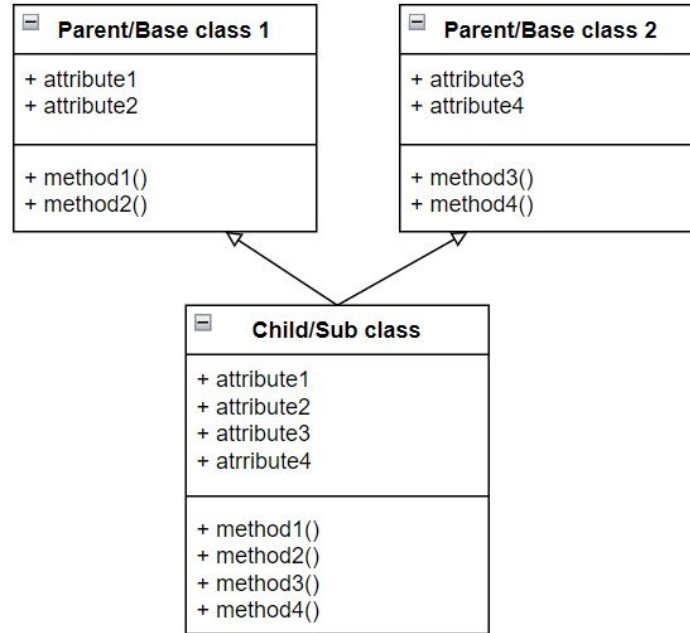 Parent/Base class 1
+ attribute1
+ attribute2
+ method1()
+ method2()
Parent/Base class 2
+ attribute3
+ attribute4
+ method3()
+ method4()
Child/Sub class
+ attribute1
+ attribute2
+ attribute3
+ atrribute4
+ method1()
+ method2()
+ method3()
+ method4()